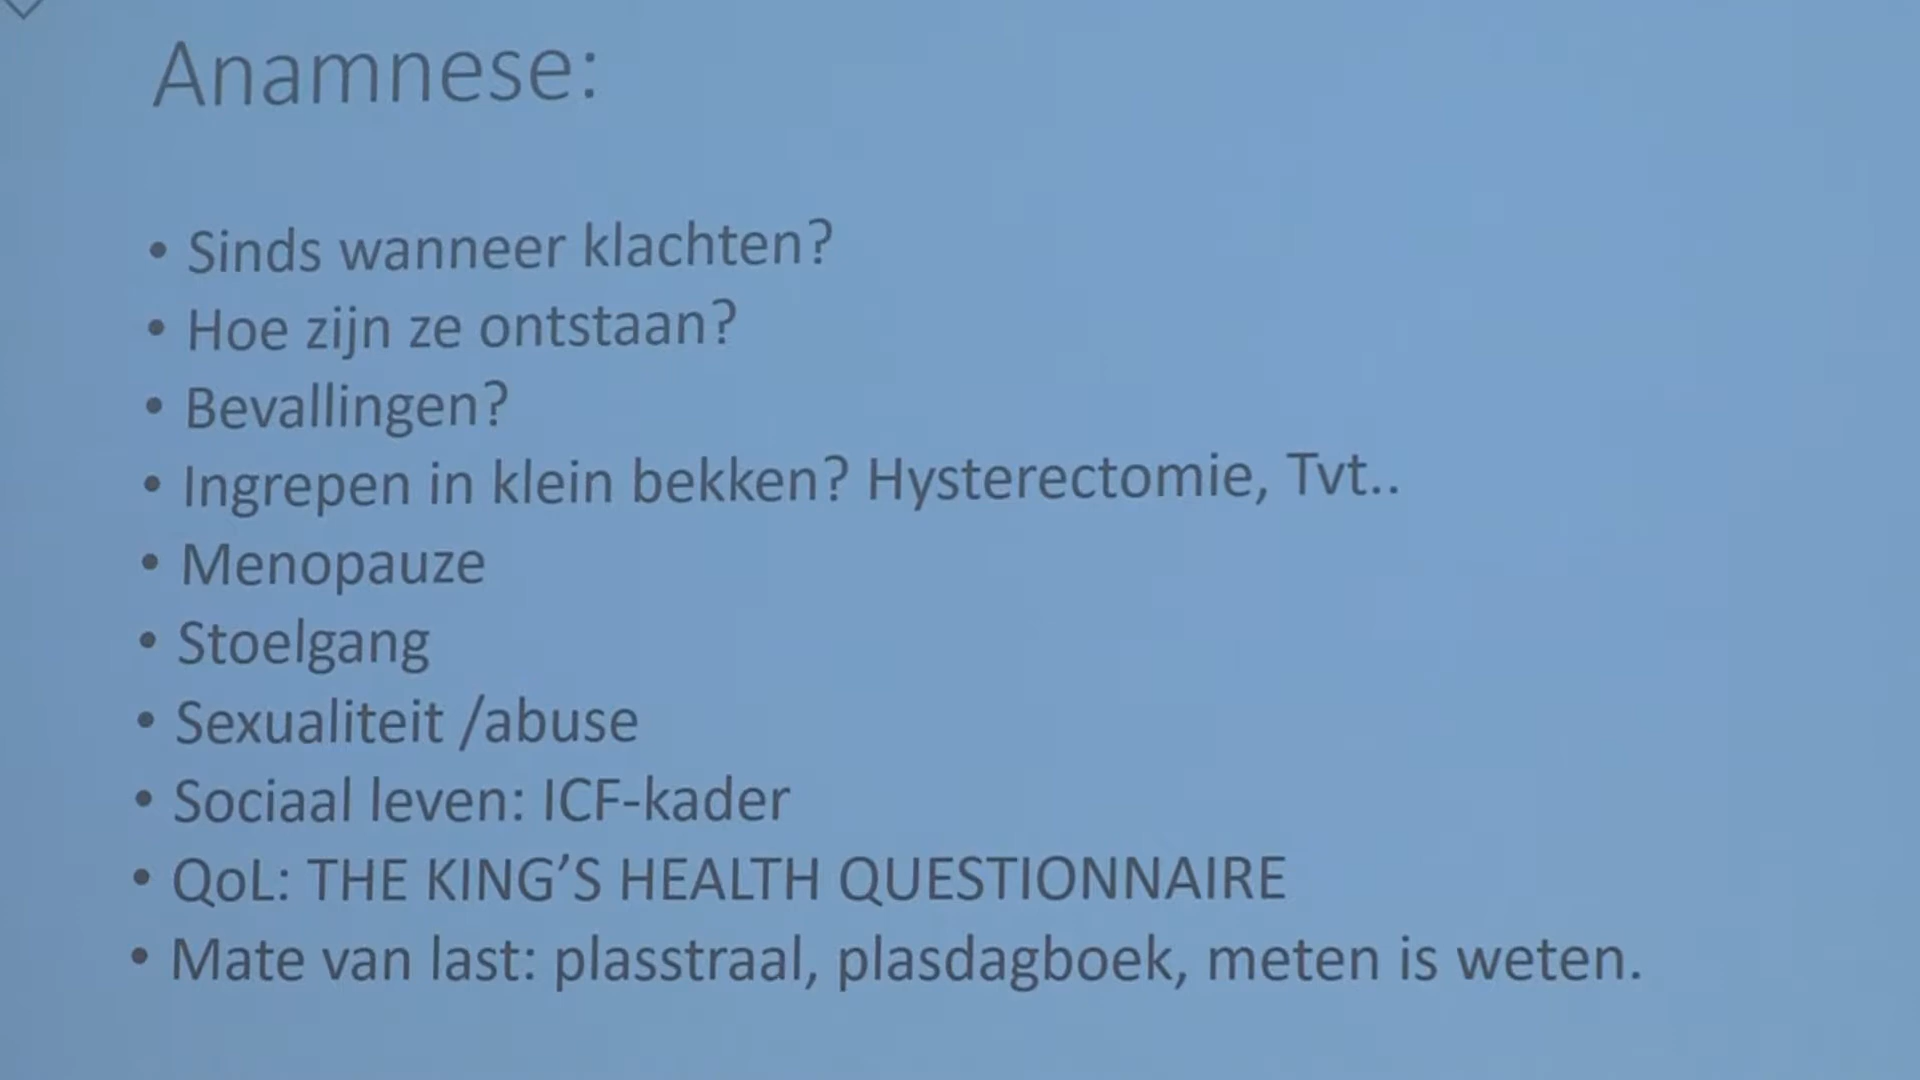 Anamnese:
• Sinds wanneer klachten?
• Hoe zijn ze ontstaan?
• Bevallingen?
• Ingrepen in klein bekken? Hysterectomie, Tvt..
• Menopauze
• Stoelgang
• Sexualiteit /abuse
• Sociaal leven: ICF-kader
• QoL: THE KING'S HEALTH QUESTIONNAIRE
• Mate van last: plasstraal, plasdagboek, meten is weten.